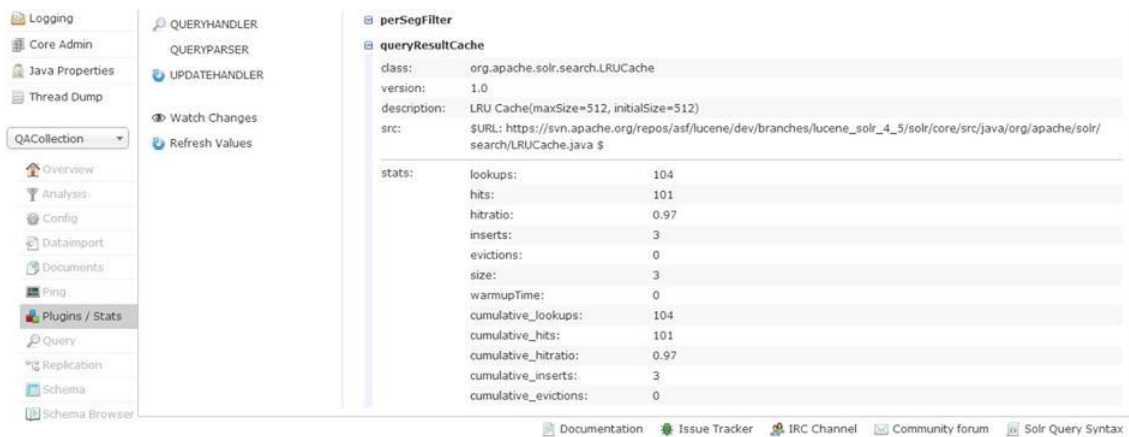 Logging
Core Admin
Java Properties
Thread Dump
QACollection
Overview
Analysis
Config
Dataimport
Documents
Ping
Plugins / Stats
Query
Replication
Schema
Schema Browser
QUERYHANDLER
QUERYPARSER
UPDATEHANDLER
Watch Changes
Refresh Values
perSegFilter
queryResultCache
class: org.apache.solr.search.LRUCache
version: 1.0
description: LRU Cache(maxSize=512, initialSize=512)
src: $URL: https://svn.apache.org/repos/asf/lucene/dev/branches/lucene_solr_4_5/solr/core/src/java/org/apache/solr/
search/LRUCache.java $
stats: lookups: 104
hits: 101
hitratio: 0.97
inserts: 3
evictions: 0
size: 3
warmupTime: 0
cumulative_lookups: 104
cumulative_hits: 101
cumulative_hitratio: 0.97
cumulative_inserts: 3
cumulative_evictions: 0
Documentation Issue Tracker IRC Channel Community forum Solr Query Syntax